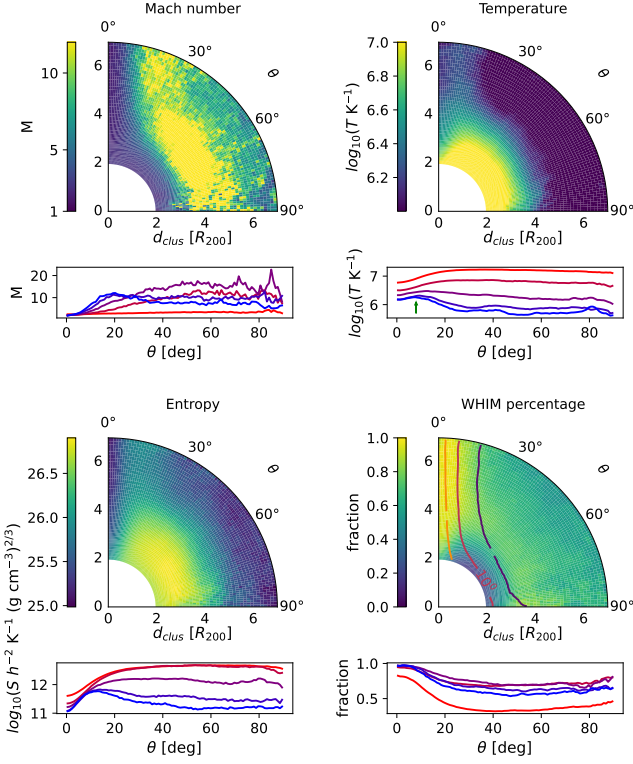 Mach number
Temperature
0°
30°
θ
60°
90°
10
5
1
M
6
4
2
0
0 2 4 6
d_clus [R_200]
0°
30°
θ
60°
90°
7.0
6.8
6.6
6.4
6.2
log_10(T K^−1)
6
4
2
0
0 2 4 6
d_clus [R_200]
20
10
M
0 20 40 60 80
θ [deg]
7
6
log_10(T K^−1)
0 20 40 60 80
θ [deg]
Entropy
WHIM percentage
0°
30°
θ
60°
90°
26.5
26.0
25.5
25.0
log_10(S h^−2 K^−1 (g cm^−3)^2/3)
6
4
2
0
0 2 4 6
d_clus [R_200]
0°
30°
θ
60°
90°
1.0
0.8
0.6
0.4
0.2
0.0
fraction
6
4
2
0
0 2 4 6
d_clus [R_200]
12
11
0 20 40 60 80
θ [deg]
1.0
0.5
fraction
0 20 40 60 80
θ [deg]